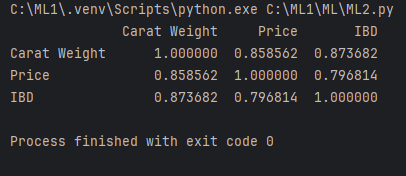 C:\ML1\.venv\Scripts\python.exe C:\ML1\ML\ML2.py
Carat Weight Price IBD
Carat Weight 1.000000 0.858562 0.873682
Price 0.858562 1.000000 0.796814
IBD 0.873682 0.796814 1.000000
Process finished with exit code 0